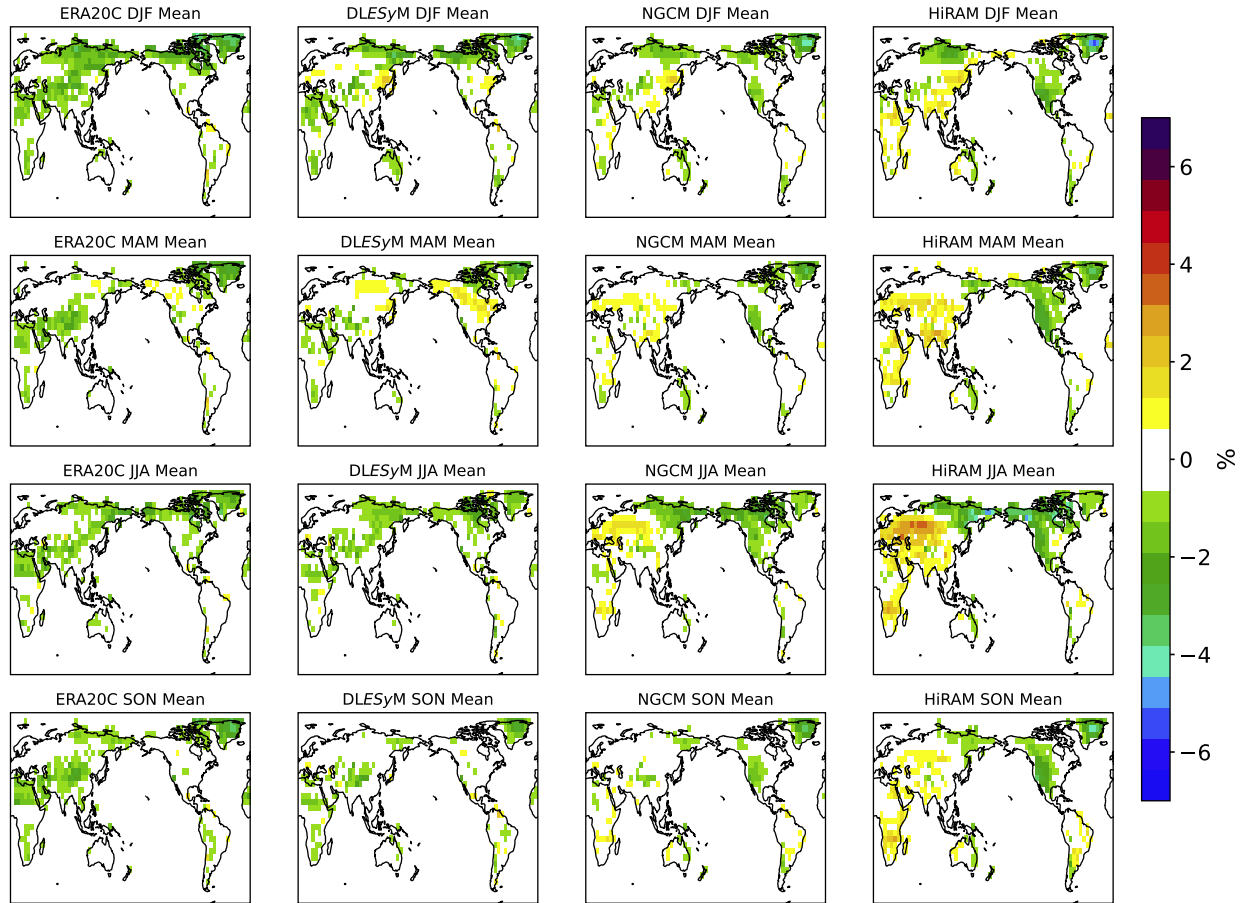 ERA20C DJF Mean
DLESyM DJF Mean
NGCM DJF Mean
HiRAM DJF Mean
ERA20C MAM Mean
DLESyM MAM Mean
NGCM MAM Mean
HiRAM MAM Mean
ERA20C JJA Mean
DLESyM JJA Mean
NGCM JJA Mean
HiRAM JJA Mean
ERA20C SON Mean
DLESyM SON Mean
NGCM SON Mean
HiRAM SON Mean
6
4
2
0
−2
−4
−6
%